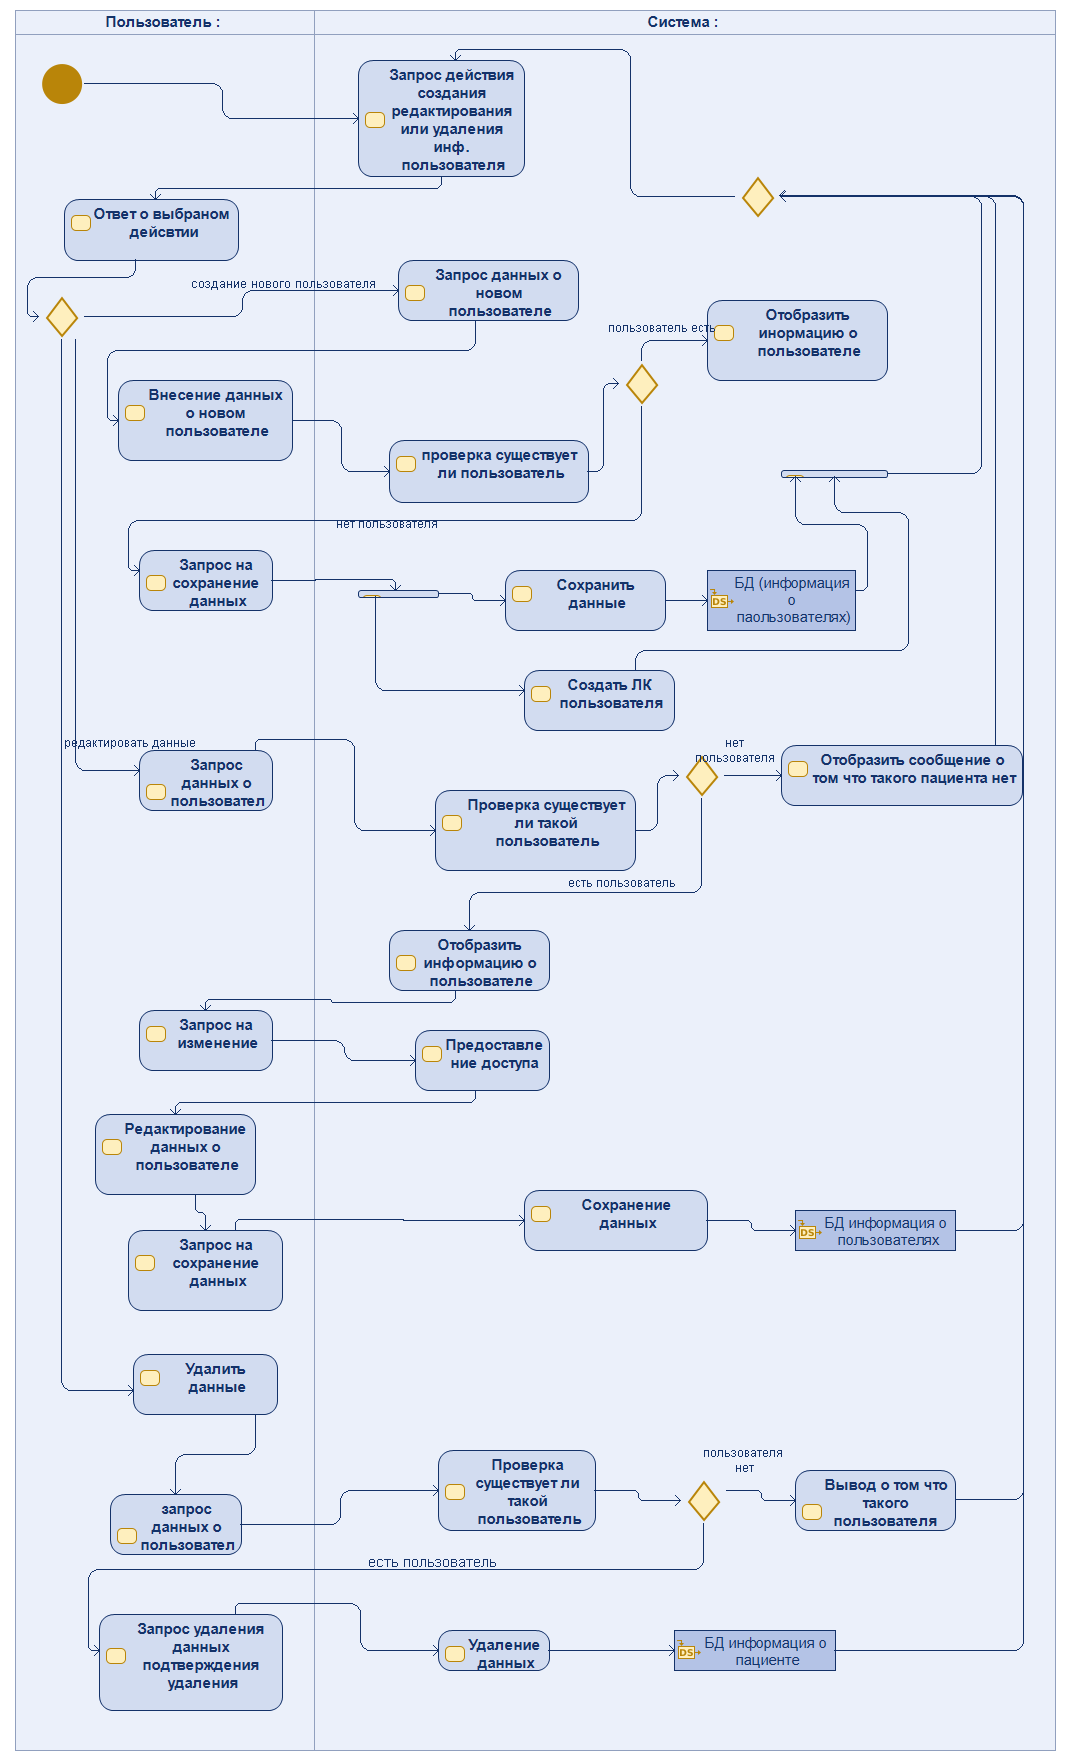 Пользователь :
Система :
Запрос действия
создания
редактирования
или удаления
инф.
пользователя
Ответ о выбраном
дейсвтии
создание нового пользователя
Запрос данных о
новом
пользователе
пользователь есть
Отобразить
инормацию о
пользователе
Внесение данных
о новом
пользователе
проверка существует
ли пользователь
нет пользователя
Запрос на
сохранение
данных
Сохранить
данные
DS
БД (информация
о
паользователях)
Создать ЛК
пользователя
редактировать данные
Запрос
данных о
пользовател
Проверка существует
ли такой
пользователь
нет
пользователя
Отобразить сообщение о
том что такого пациента нет
есть пользователь
Отобразить
информацию о
пользователе
Запрос на
изменение
Предоставле
ние доступа
Редактирование
данных о
пользователе
Запрос на
сохранение
данных
Сохранение
данных
DS
БД информация о
пользователях
Удалить
данные
запрос
данных о
пользовател
Проверка
существует ли
такой
пользователь
пользователя
нет
Вывод о том что
такого
пользователя
есть пользователь
Запрос удаления
данных
подтверждения
удаления
Удаление
данных
DS
БД информация о
пациенте